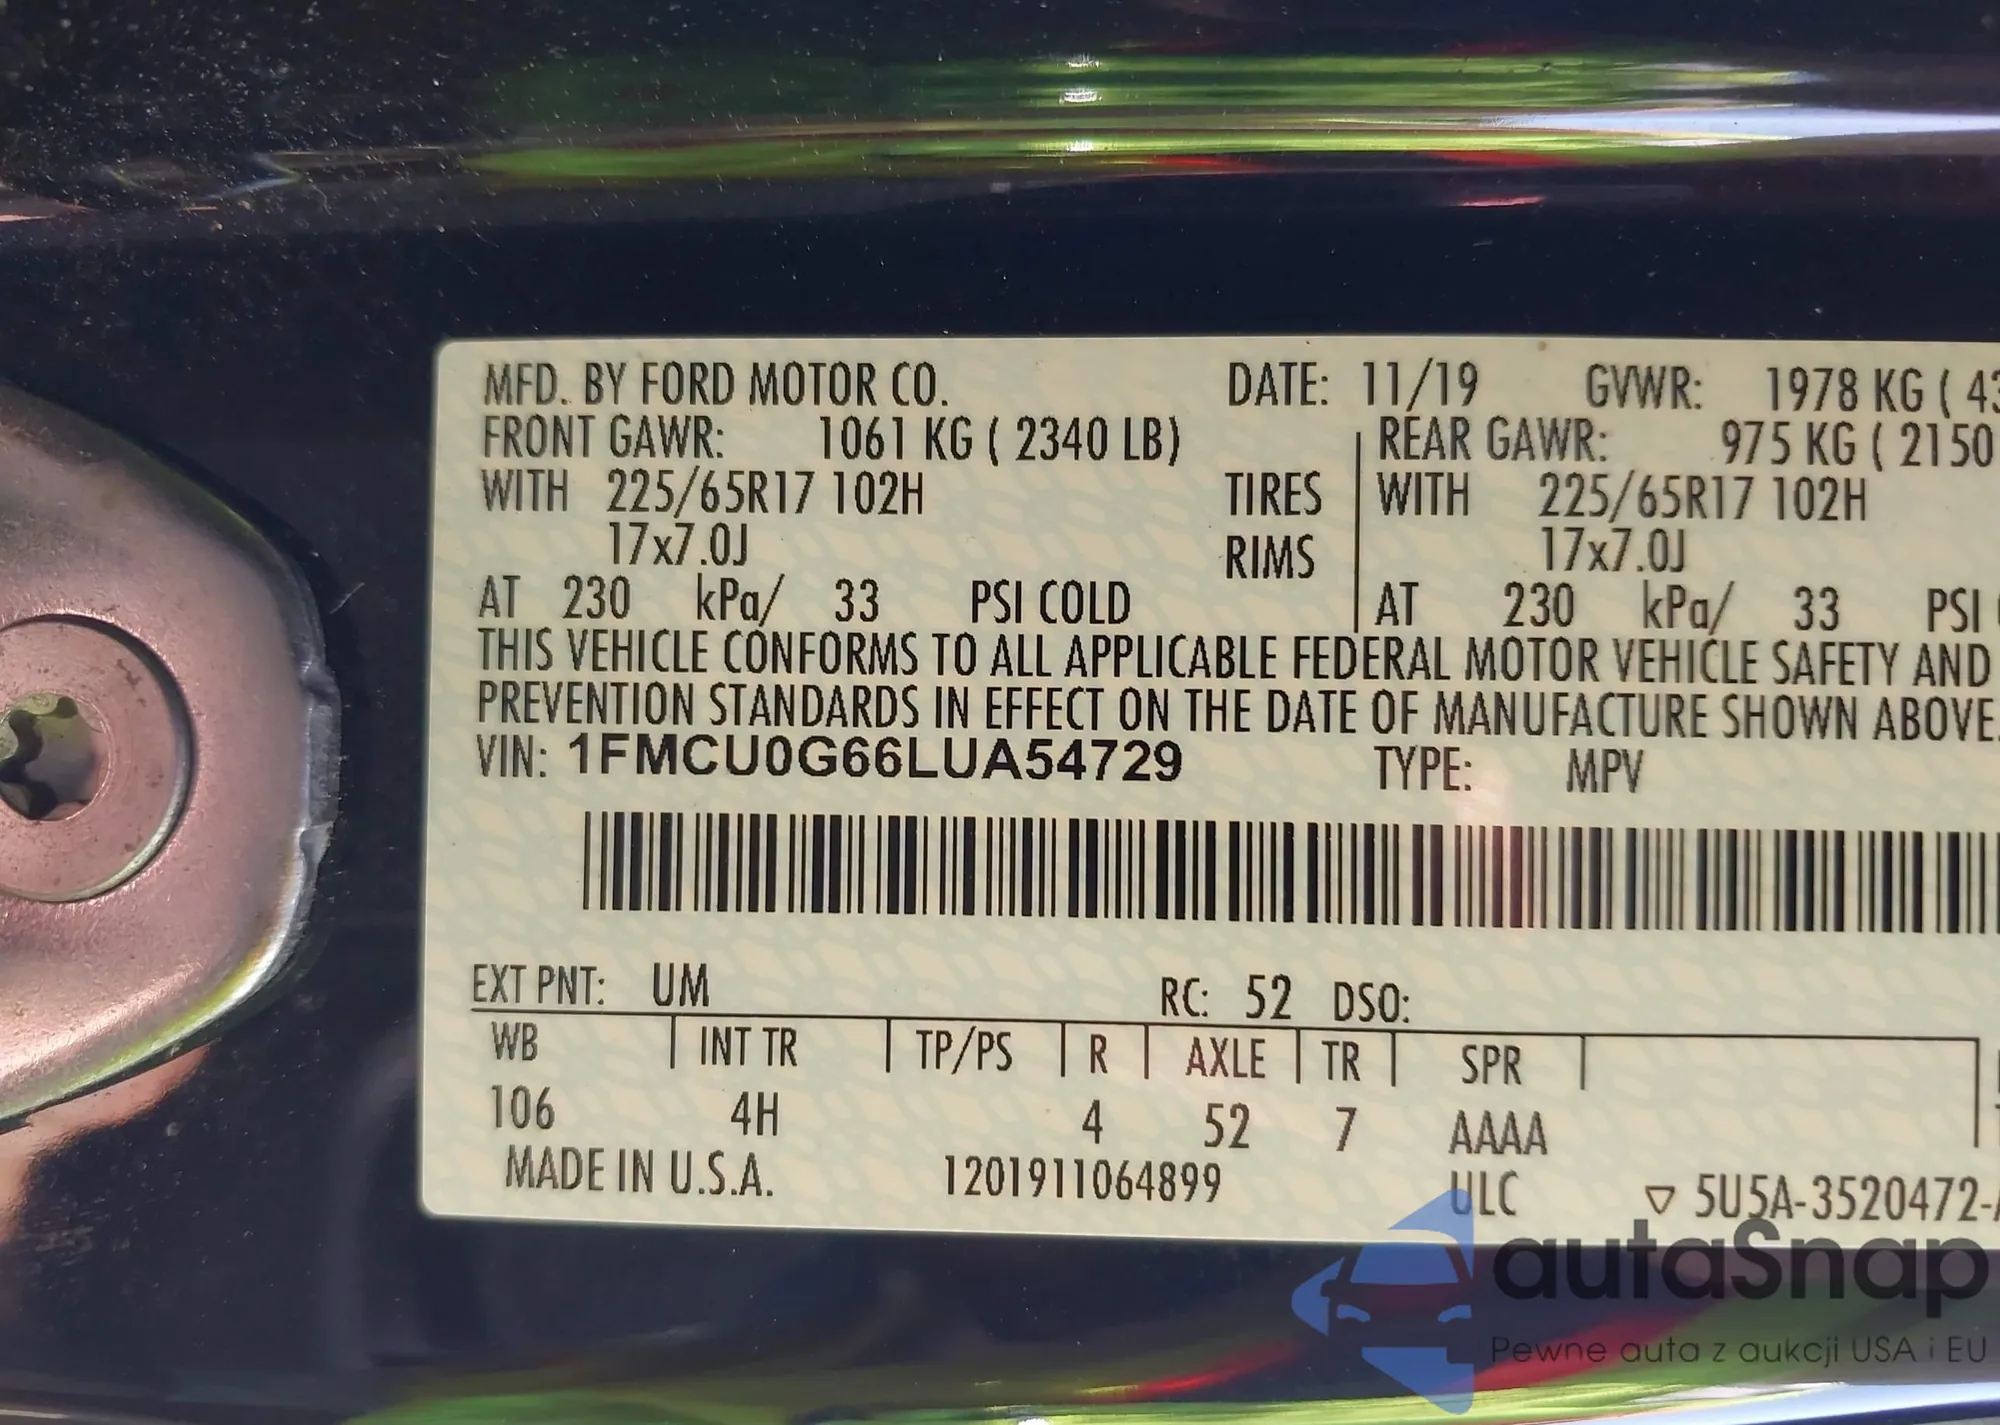 MFD. BY FORD MOTOR CO. DATE: 11/19 GVWR: 1978 KG ( 43
FRONT GAWR: 1061 KG ( 2340 LB) REAR GAWR: 975 KG ( 2150
WITH 225/65R17 102H TIRES WITH 225/65R17 102H
17x7.0J RIMS 17x7.0J
AT 230 kPa/ 33 PSI COLD AT 230 kPa/ 33 PSI
THIS VEHICLE CONFORMS TO ALL APPLICABLE FEDERAL MOTOR VEHICLE SAFETY AND
PREVENTION STANDARDS IN EFFECT ON THE DATE OF MANUFACTURE SHOWN ABOVE.
VIN: 1FMCU0G66LUA54729 TYPE: MPV
EXT PNT: UM RC: 52 DSO:
WB INT TR TP/PS R AXLE TR SPR
106 4H 4 52 7 AAAA
MADE IN U.S.A. 1201911064899 ULC ▽ 5U5A-3520472-
autaSnap
Pewne auta z aukcji USA i EU